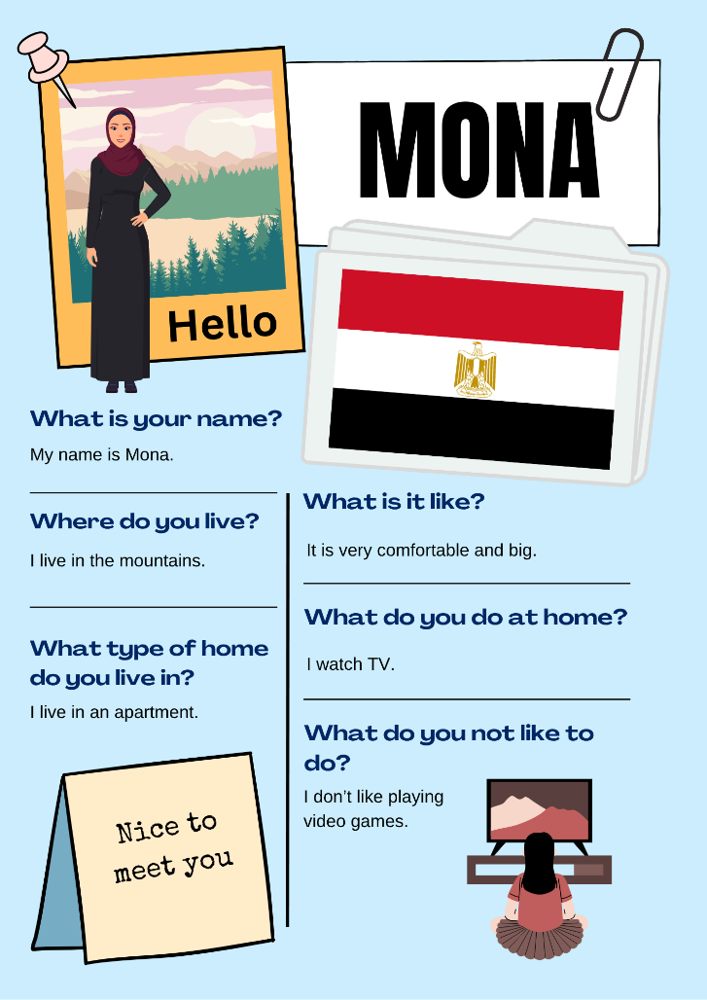 MONA
Hello
What is your name?
My name is Mona.
Where do you live?
I live in the mountains.
What type of home
do you live in?
I live in an apartment.
Nice to
meet you
What is it like?
It is very comfortable and big.
What do you do at home?
I watch TV.
What do you not like to
do?
I don't like playing
video games.